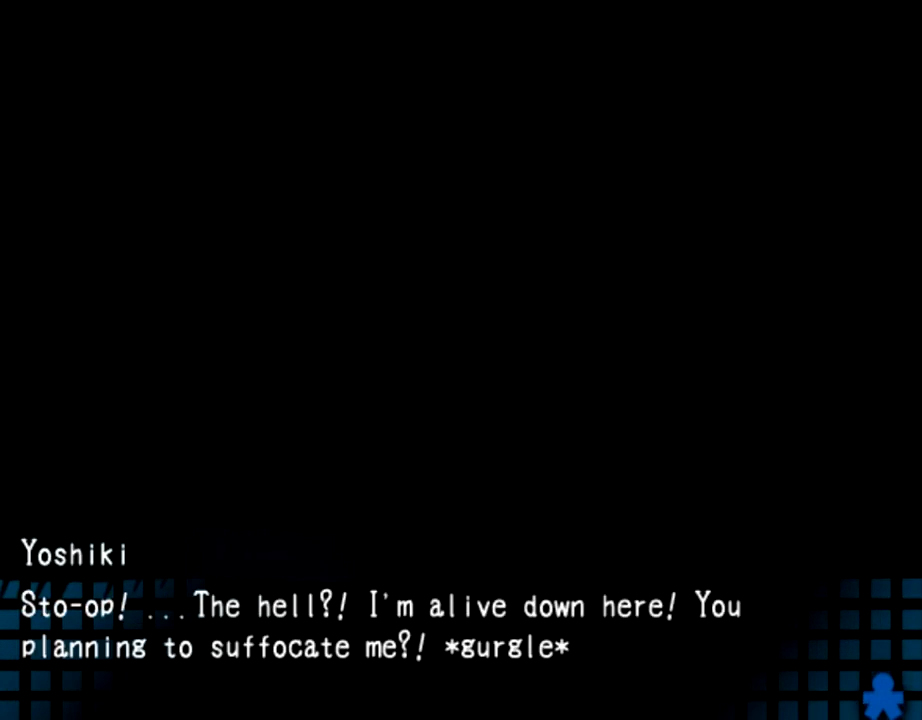 Yoshiki
Sto-op! ...The hell?! I'm alive down here! You
planning to suffocate me?! *gurgle*